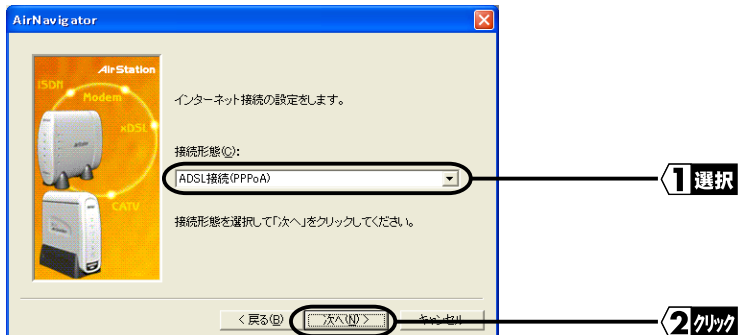 AirNavigator
AirStation
ISDN
Modem
xDSL
CATV
インターネット接続の設定をします。
接続形態(C):
ADSL接続(PPPoA)
1 選択
接続形態を選択して「次へ」をクリックしてください。
< 戻る(B)
次へ(N) >
キャンセル
2 クリック